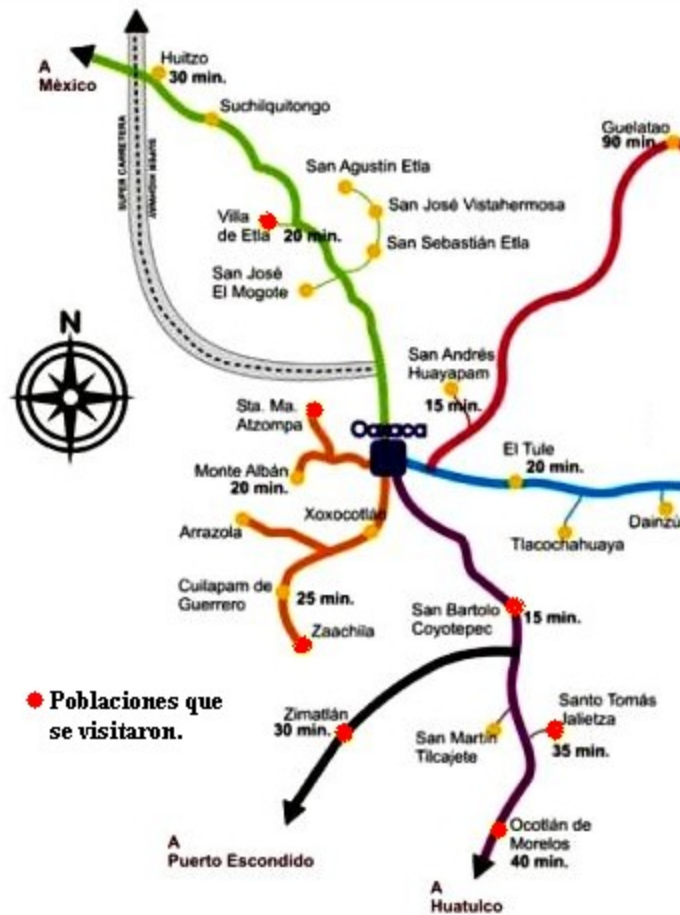 A
Mèxico
Huitzo
30 min.
Suchilquitongo
SUPER CARRETERA
SUPER HIGHWAY
Guelatao
90 min.
San Agustín Etla
San José Vistahermosa
Villa
de Etla
20 min.
San Sebastián Etla
San José
El Mogote
N
San Andrés
Huayapam
15 min.
Sta. Ma.
Atzompa
Oaxaca
El Tule
20 min.
Monte Albán
20 min.
Xoxocotlán
Arrazola
Dainzú
Tlacochahuaya
Cuilapam de
Guerrero
25 min.
San Bartolo
Coyotepec
15 min.
Zaachila
Poblaciones que
se visitaron.
Zimatlán
30 min.
San Martín
Tilcajete
Santo Tomás
Jalietza
35 min.
Ocotlán de
Morelos
40 min.
A
Puerto Escondido
A
Huatulco